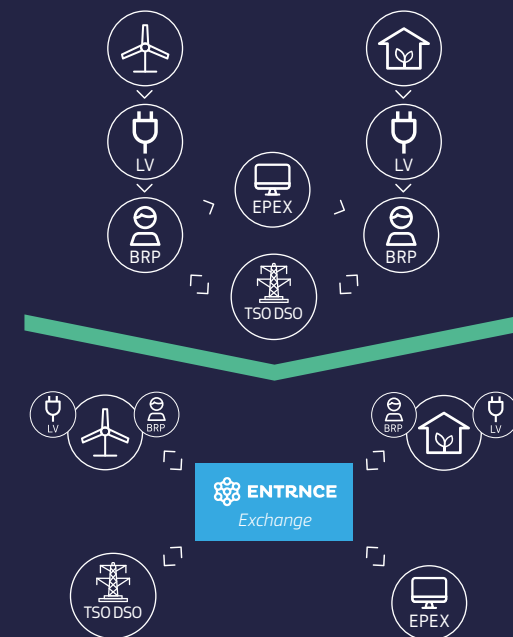 LV
LV
EPEX
BRP
BRP
TSO DSO
LV
BRP
BRP
LV
ENTRNCE
Exchange
TSO DSO
EPEX